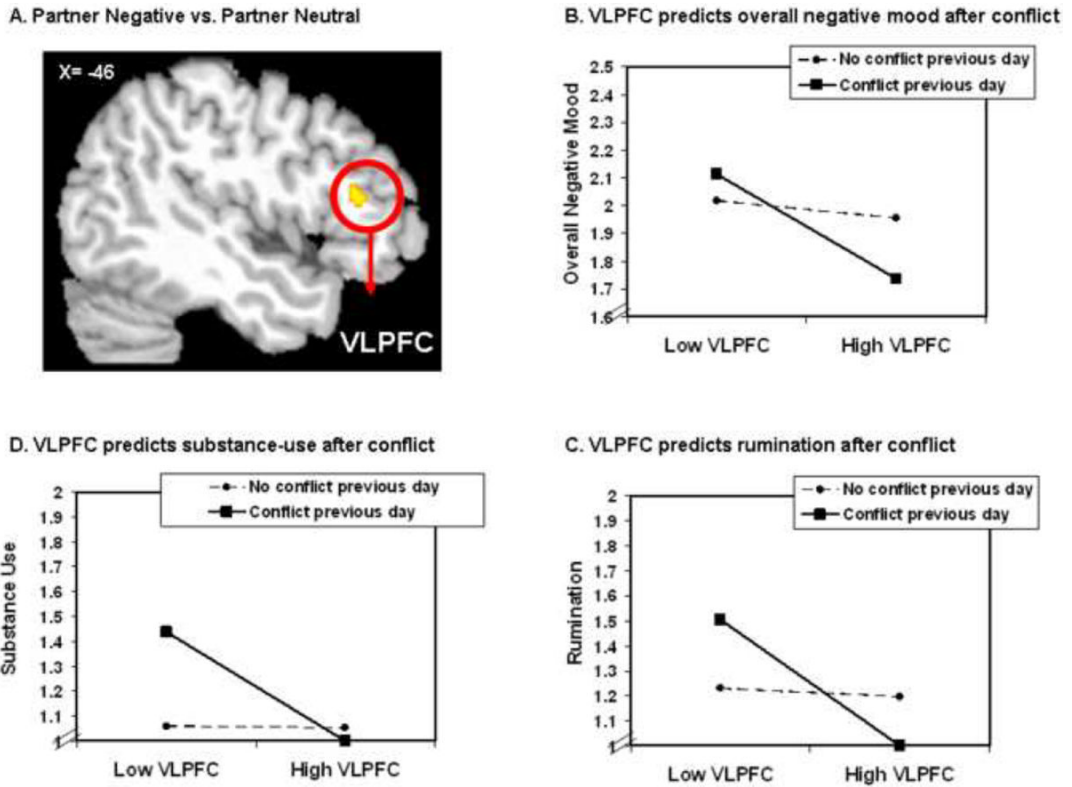 A. Partner Negative vs. Partner Neutral
X= -46
VLPFC
B. VLPFC predicts overall negative mood after conflict
No conflict previous day
Conflict previous day
Overall Negative Mood
2.5
2.4
2.3
2.2
2.1
2
1.9
1.8
1.7
1.6
Low VLPFC
High VLPFC
D. VLPFC predicts substance-use after conflict
No conflict previous day
Conflict previous day
Substance Use
2
1.9
1.8
1.7
1.6
1.5
1.4
1.3
1.2
1.1
1
Low VLPFC
High VLPFC
C. VLPFC predicts rumination after conflict
No conflict previous day
Conflict previous day
Rumination
2
1.9
1.8
1.7
1.6
1.5
1.4
1.3
1.2
1.1
1
Low VLPFC
High VLPFC